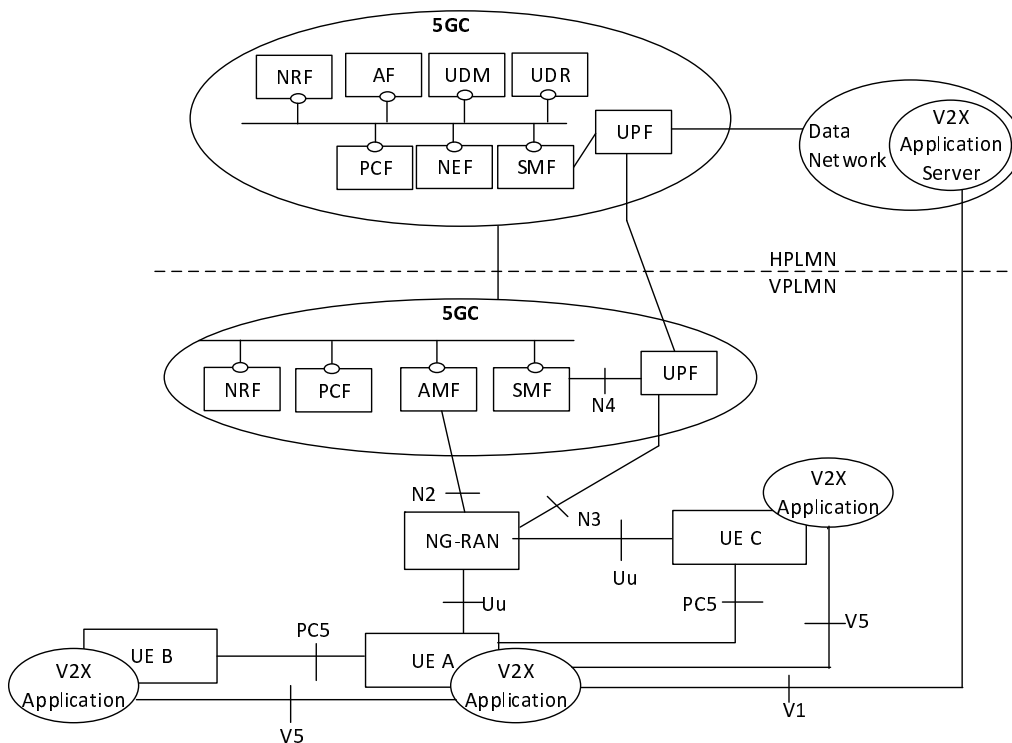 5GC
NRF
AF
UDM
UDR
UPF
PCF
NEF
SMF
Data
Network
V2X
Application
Server
HPLMN
VPLMN
5GC
NRF
PCF
AMF
SMF
N4
UPF
N2
N3
NG-RAN
Uu
UE C
V2X
Application
Uu
PC5
V5
UE B
V2X
Application
PC5
UE A
V2X
Application
V5
V1